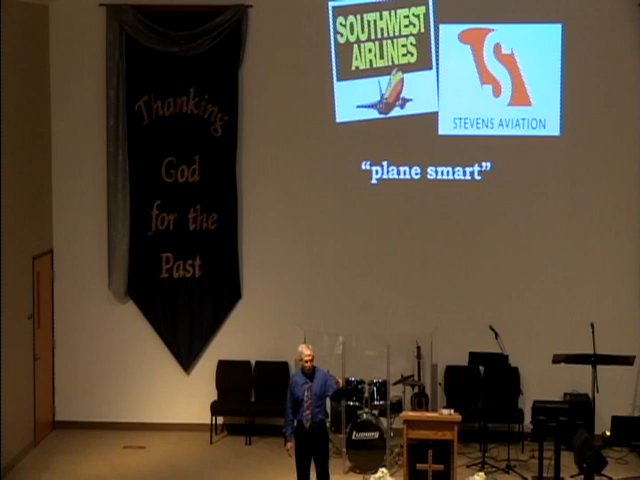 SOUTHWEST
AIRLINES
STEVENS AVIATION
“plane smart”
Thanking
God
for the
Past
Ludwig